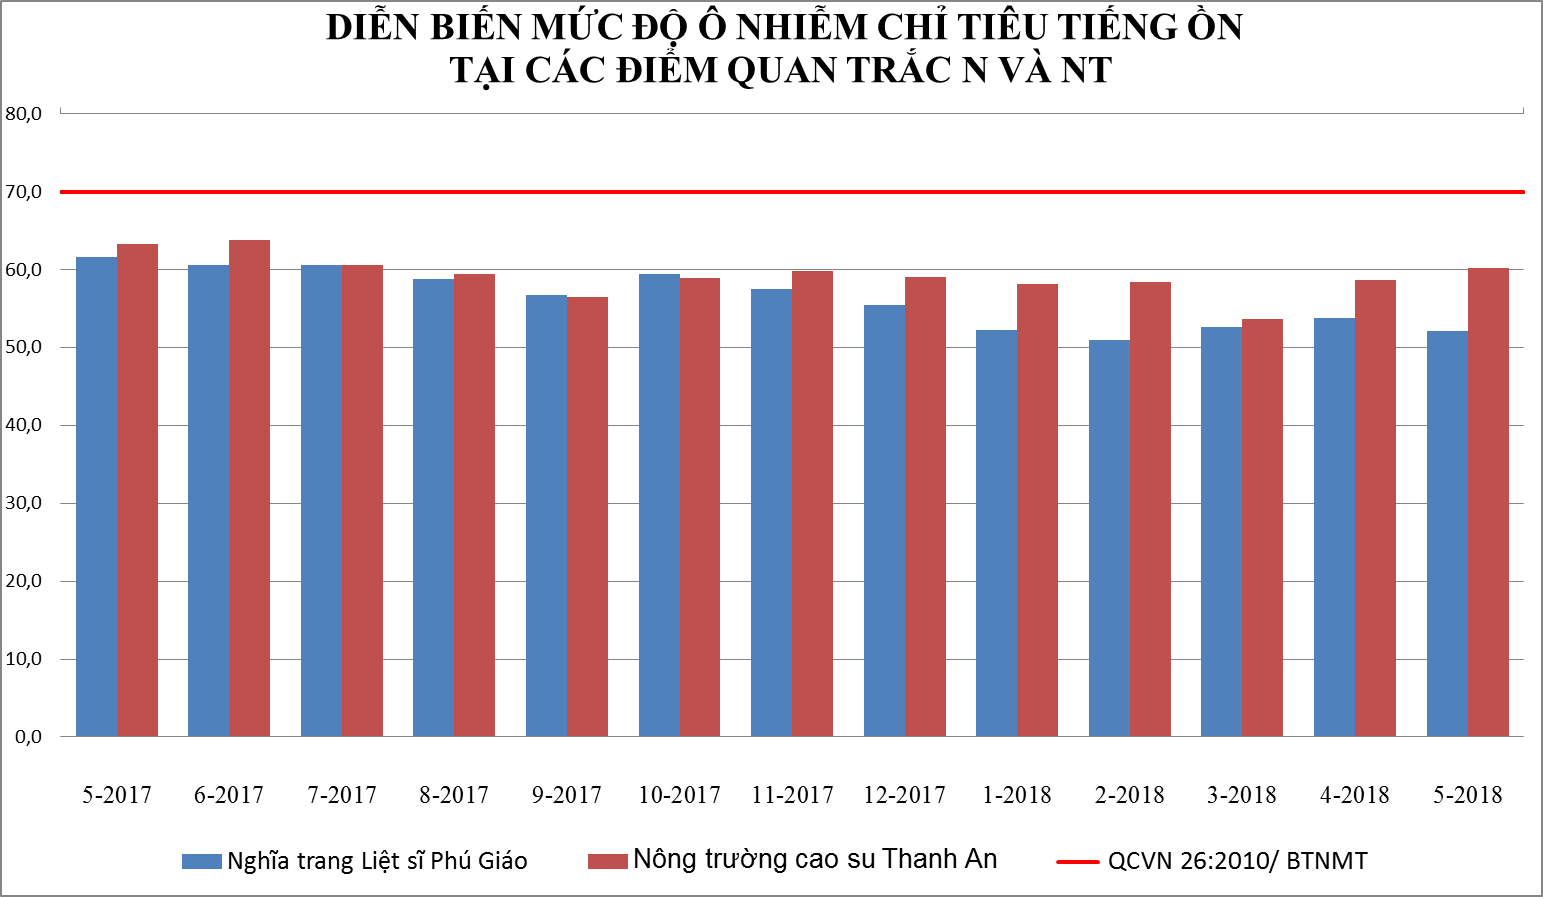 DIỄN BIẾN MỨC ĐỘ Ô NHIỄM CHỈ TIÊU TIẾNG ỒN
TẠI CÁC ĐIỂM QUAN TRẮC N VÀ NT
80,0
70,0
60,0
50,0
40,0
30,0
20,0
10,0
0,0
5-2017 6-2017 7-2017 8-2017 9-2017 10-2017 11-2017 12-2017 1-2018 2-2018 3-2018 4-2018 5-2018
Nghĩa trang Liệt sĩ Phú Giáo Nông trường cao su Thanh An QCVN 26:2010/ BTNMT